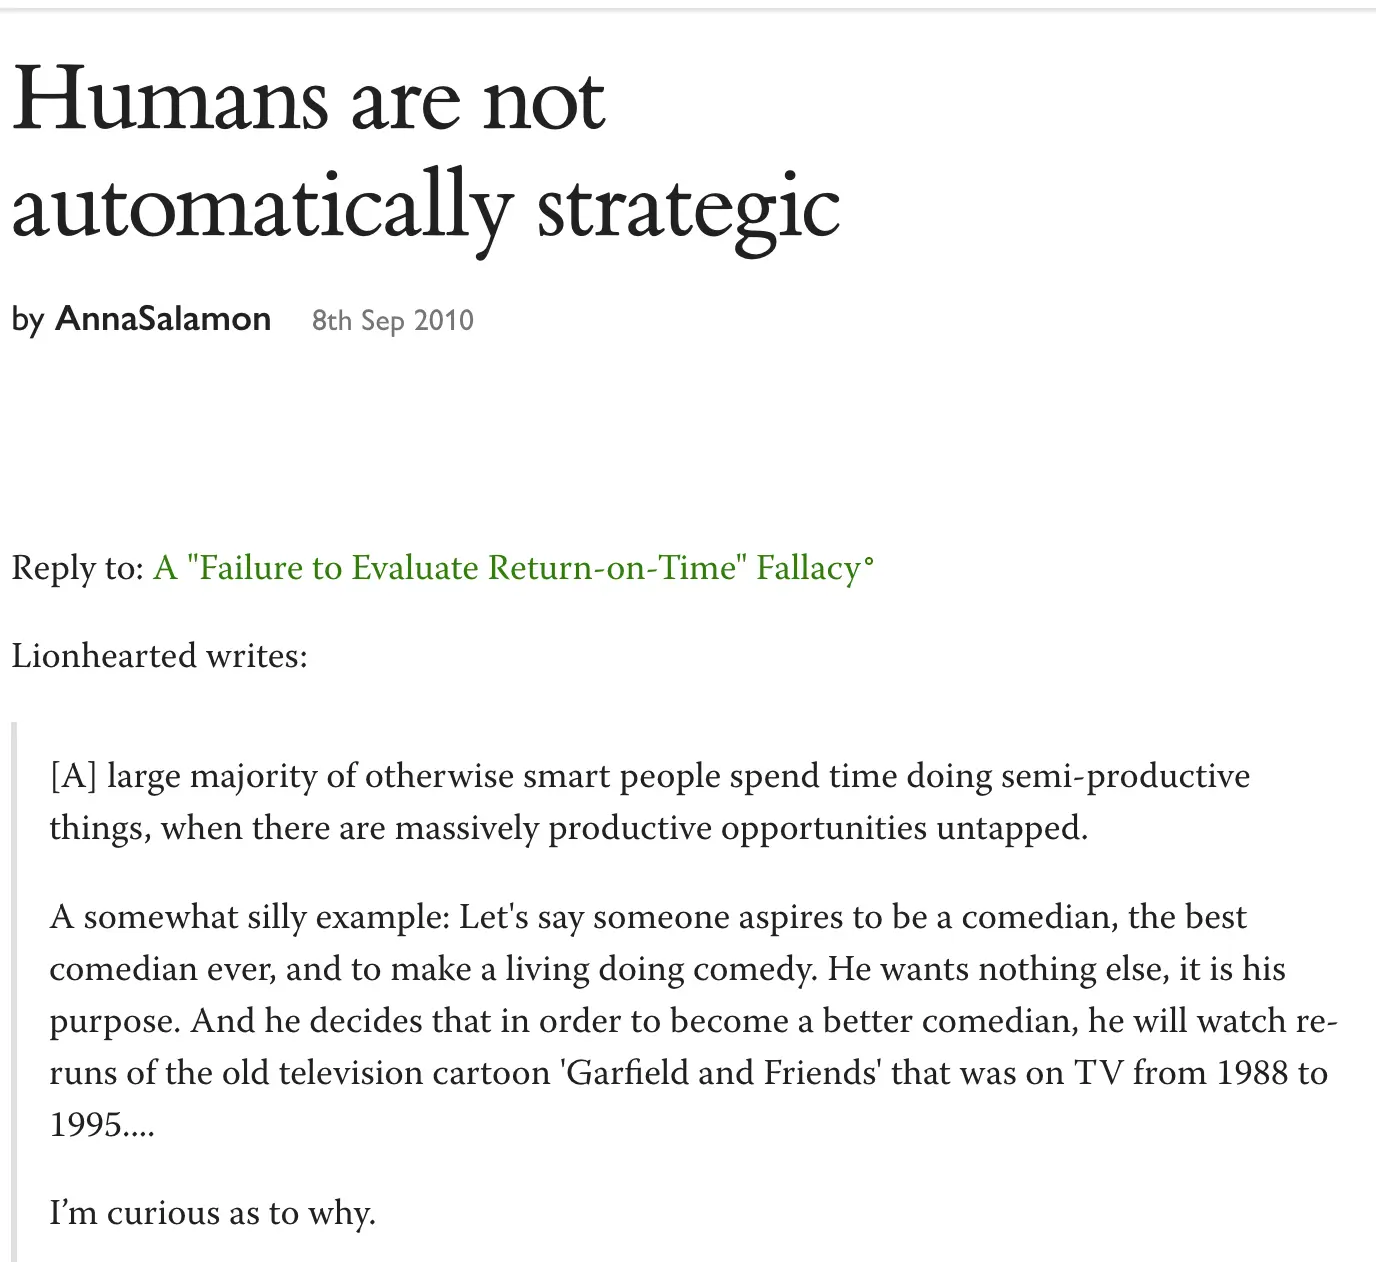 Humans are not
automatically strategic
by AnnaSalamon 8th Sep 2010
Reply to: A "Failure to Evaluate Return-on-Time" Fallacy°
Lionhearted writes:
[A] large majority of otherwise smart people spend time doing semi-productive
things, when there are massively productive opportunities untapped.
A somewhat silly example: Let's say someone aspires to be a comedian, the best
comedian ever, and to make a living doing comedy. He wants nothing else, it is his
purpose. And he decides that in order to become a better comedian, he will watch re-
runs of the old television cartoon 'Garfield and Friends' that was on TV from 1988 to
1995....
I’m curious as to why.